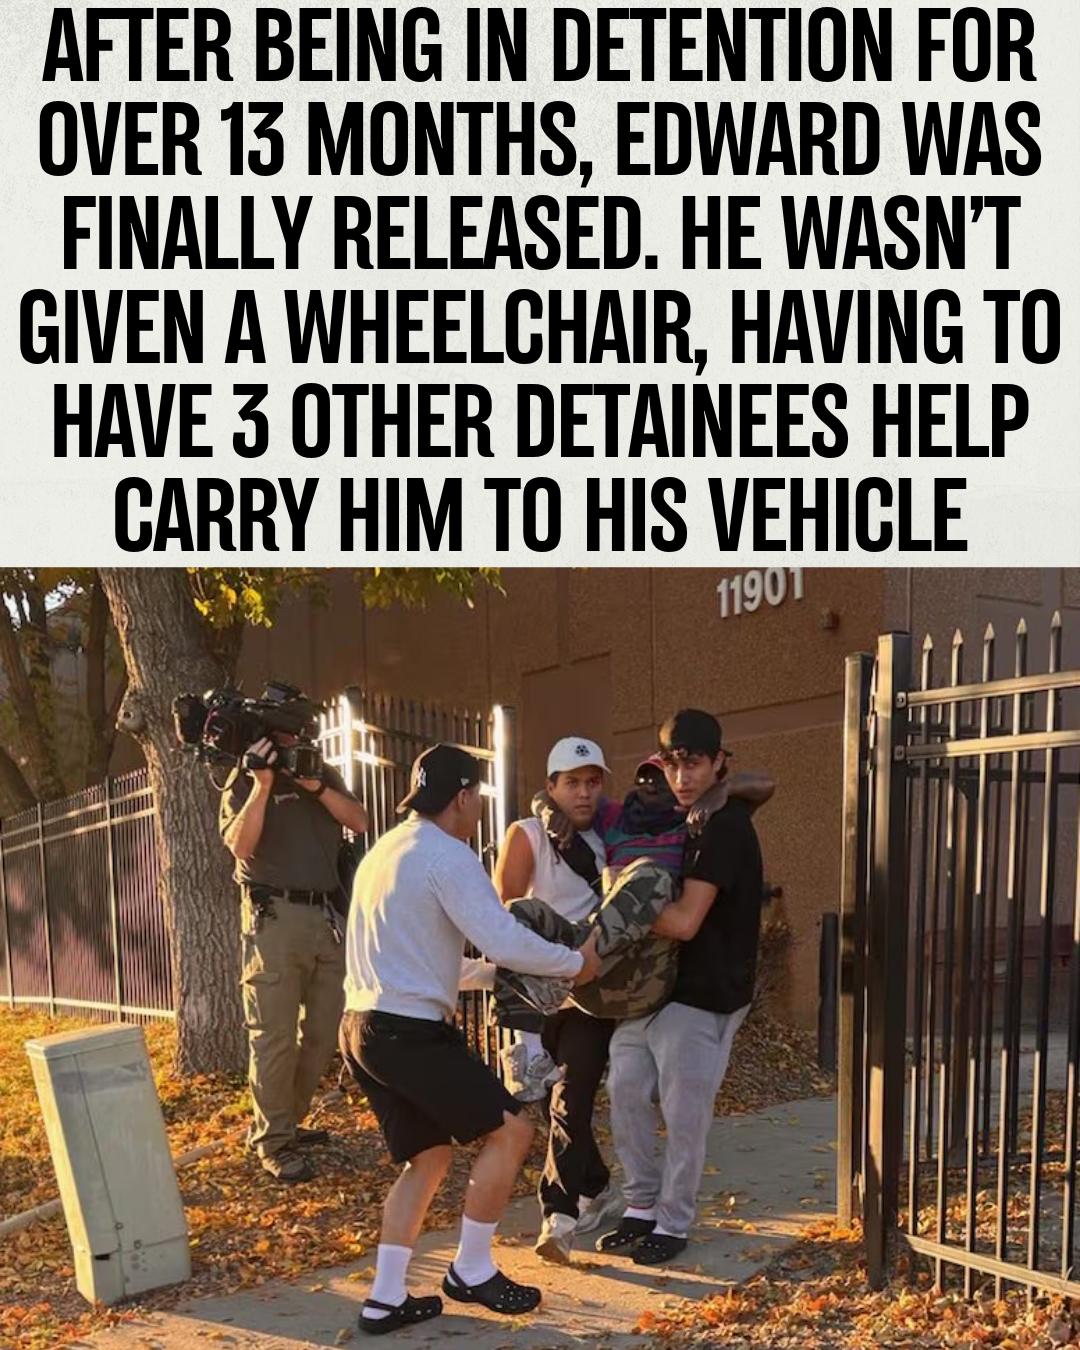 AFTER BEING IN DETENTION FOR
OVER 13 MONTHS, EDWARD WAS
FINALLY RELEASED. HE WASN’T
GIVEN A WHEELCHAIR, HAVING TO
HAVE 3 OTHER DETAINEES HELP
CARRY HIM TO HIS VEHICLE
11901
NY